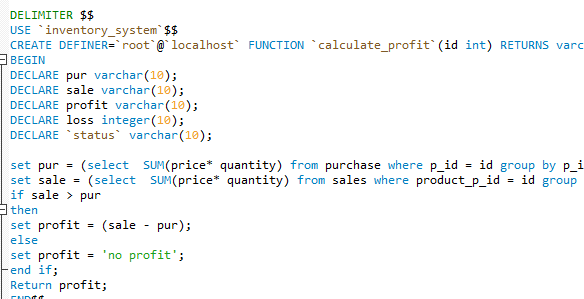 DELIMITER $$
USE `inventory_system`$$
CREATE DEFINER=`root`@`localhost` FUNCTION `calculate_profit`(id int) RETURNS varc
BEGIN
DECLARE pur varchar(10);
DECLARE sale varchar(10);
DECLARE profit varchar(10);
DECLARE loss integer(10);
DECLARE `status` varchar(10);
set pur = (select  SUM(price* quantity) from purchase where p_id = id group by p_i
set sale = (select  SUM(price* quantity) from sales where product_p_id = id group
if sale > pur
then
set profit = (sale - pur);
else
set profit = 'no profit';
end if;
Return profit;
END$$